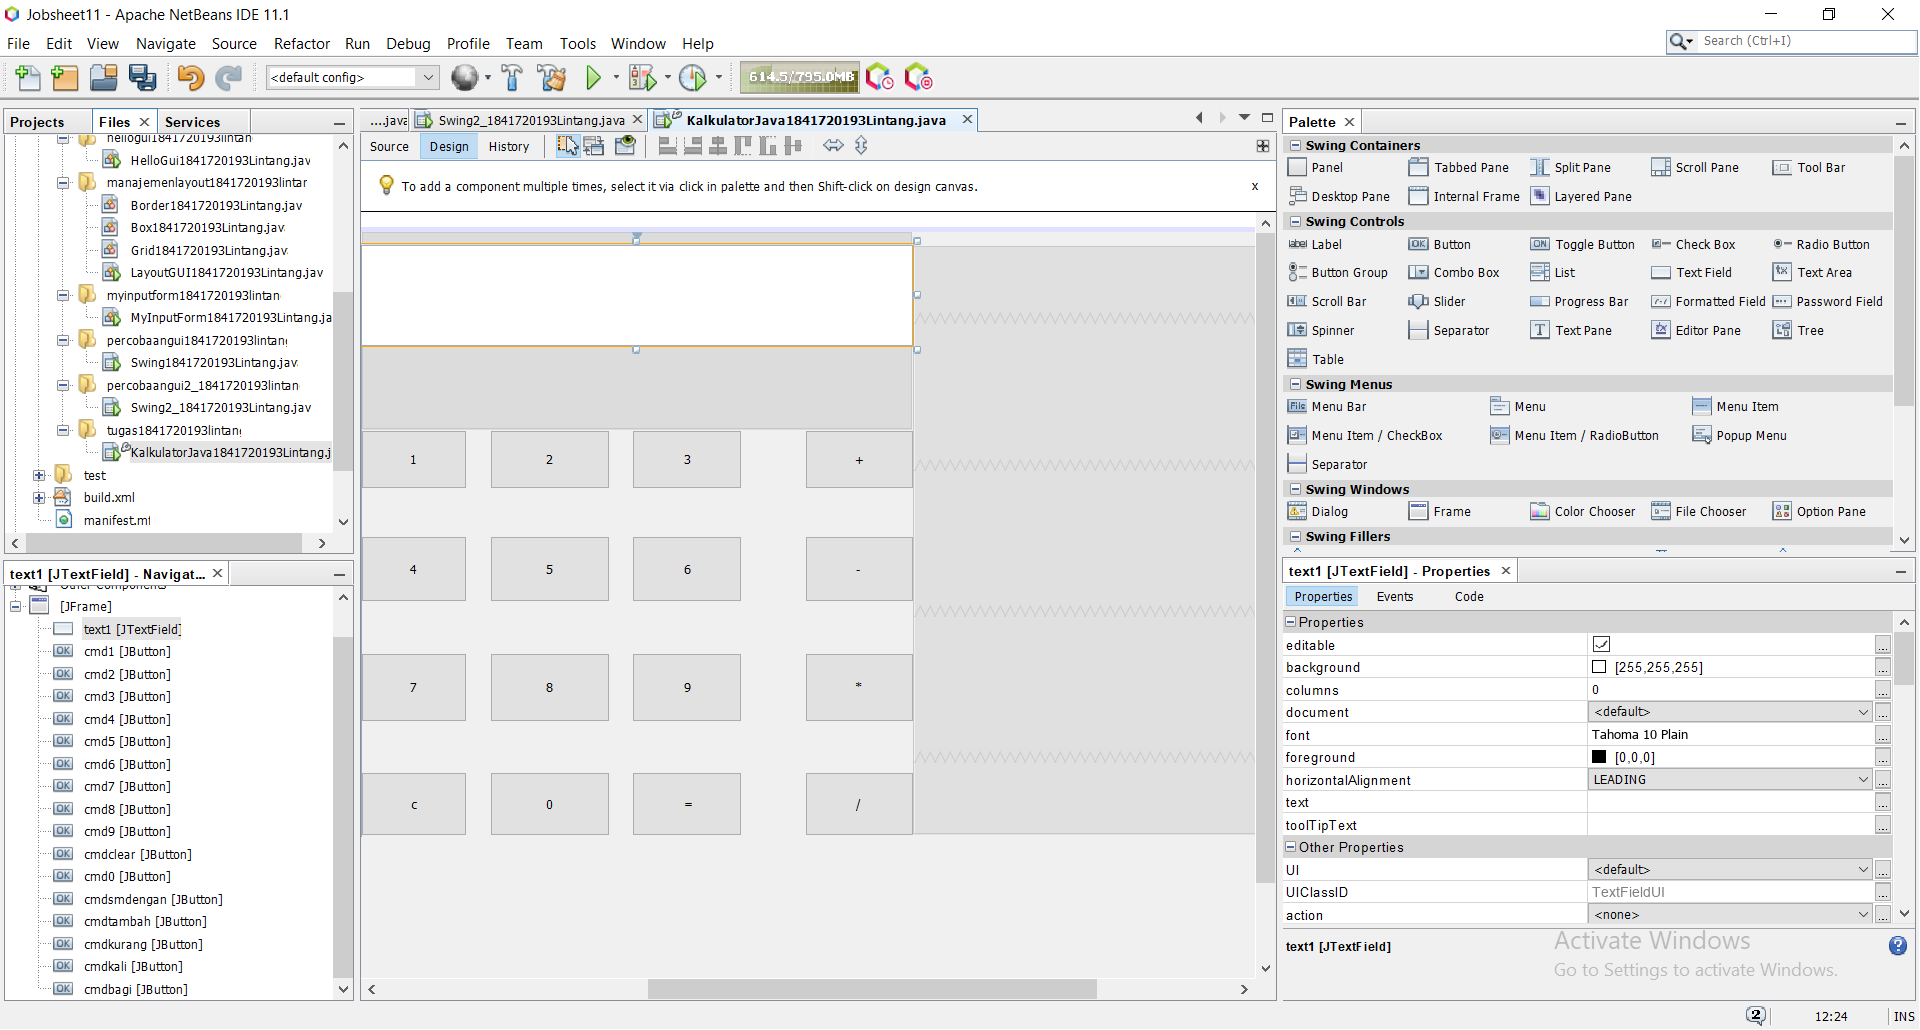 Jobsheet11 - Apache NetBeans IDE 11.1
File Edit View Navigate Source Refactor Run Debug Profile Team Tools Window Help
Search (Ctrl+I)
<default config>
614.5/795.0MB
Projects Files Services
hellogui1841720193lintan
HelloGui1841720193Lintang.jav
manajemenlayout1841720193lintar
Border1841720193Lintang.jav
Box1841720193Lintang.java
Grid1841720193Lintang.java
LayoutGUI1841720193Lintang.jav
myinputform1841720193lintan
MyInputForm1841720193Lintang.ja
percobaangui1841720193lintang
Swing1841720193Lintang.jav
percobaangui2_1841720193lintan
Swing2_1841720193Lintang.jav
tugas1841720193lintang
KalkulatorJava1841720193Lintang.j
test
build.xml
manifest.mf
text1 [JTextField] - Navigat...
Other Components
[JFrame]
text1 [JTextField]
cmd1 [JButton]
cmd2 [JButton]
cmd3 [JButton]
cmd4 [JButton]
cmd5 [JButton]
cmd6 [JButton]
cmd7 [JButton]
cmd8 [JButton]
cmd9 [JButton]
cmdclear [JButton]
cmd0 [JButton]
cmdsmdengan [JButton]
cmdtambah [JButton]
cmdkurang [JButton]
cmdkali [JButton]
cmdbagi [JButton]
....java Swing2_1841720193Lintang.java KalkulatorJava1841720193Lintang.java
Source Design History
To add a component multiple times, select it via click in palette and then Shift-click on design canvas. x
1 2 3 +
4 5 6 -
7 8 9 *
c 0 = /
Palette
Swing Containers
Panel Tabbed Pane Split Pane Scroll Pane Tool Bar
Desktop Pane Internal Frame Layered Pane
Swing Controls
Label Button Toggle Button Check Box Radio Button
Button Group Combo Box List Text Field Text Area
Scroll Bar Slider Progress Bar Formatted Field Password Field
Spinner Separator Text Pane Editor Pane Tree
Table
Swing Menus
Menu Bar Menu Menu Item
Menu Item / CheckBox Menu Item / RadioButton Popup Menu
Separator
Swing Windows
Dialog Frame Color Chooser File Chooser Option Pane
Swing Fillers
text1 [JTextField] - Properties
Properties Events Code
Properties
editable
background [255,255,255]
columns 0
document <default>
font Tahoma 10 Plain
foreground [0,0,0]
horizontalAlignment LEADING
text
toolTipText
Other Properties
UI <default>
UIClassID TextFieldUI
action <none>
text1 [JTextField]
Activate Windows
Go to Settings to activate Windows.
2 12:24 INS